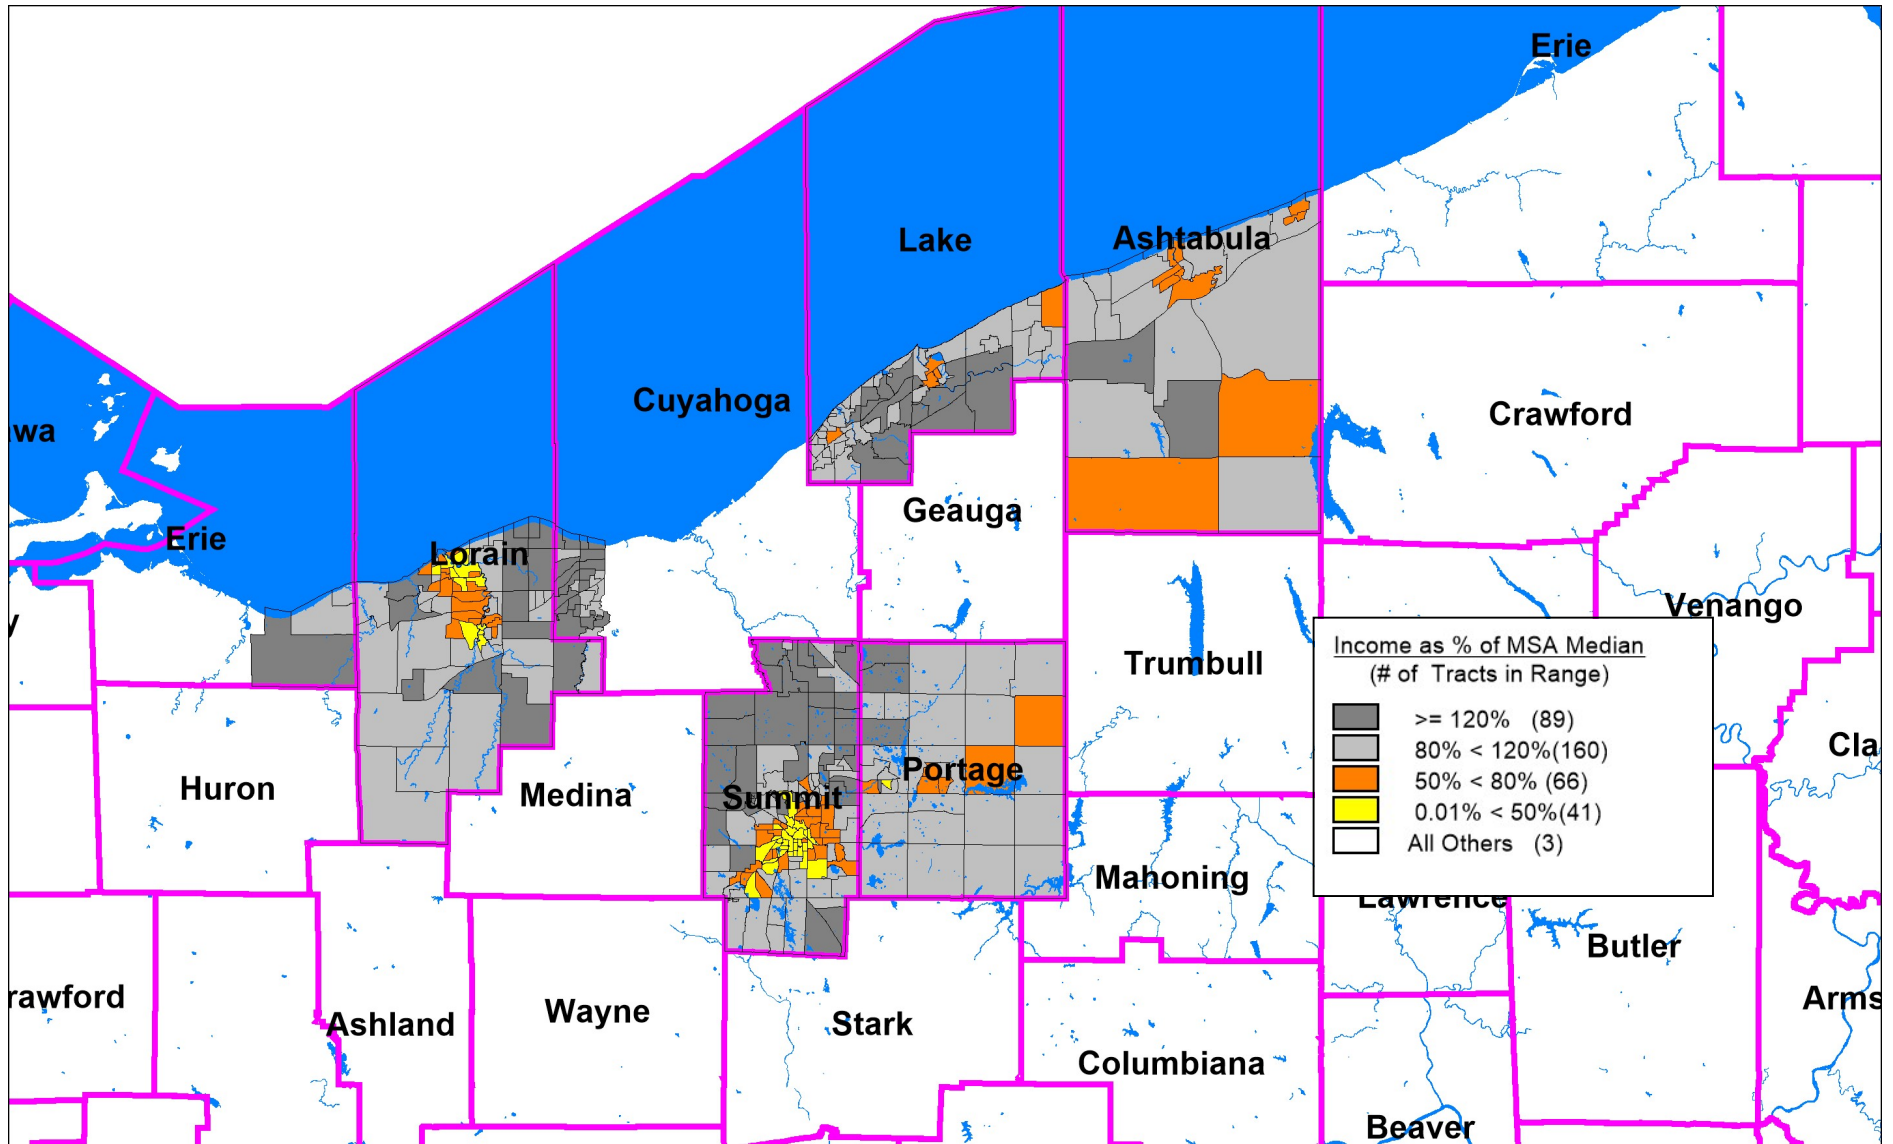 Erie
Lake
Ashtabula
Cuyahoga
Crawford
awa
Geauga
Erie
Lorain
Venango
y
Trumbull
Income as % of MSA Median
(# of Tracts in Range)
>= 120% (89)
80% < 120%(160)
50% < 80% (66)
0.01% < 50%(41)
All Others (3)
Cla
Portage
Huron
Medina
Summit
Mahoning
Lawrence
Butler
rawford
Arms
Wayne
Ashland
Stark
Columbiana
Beaver